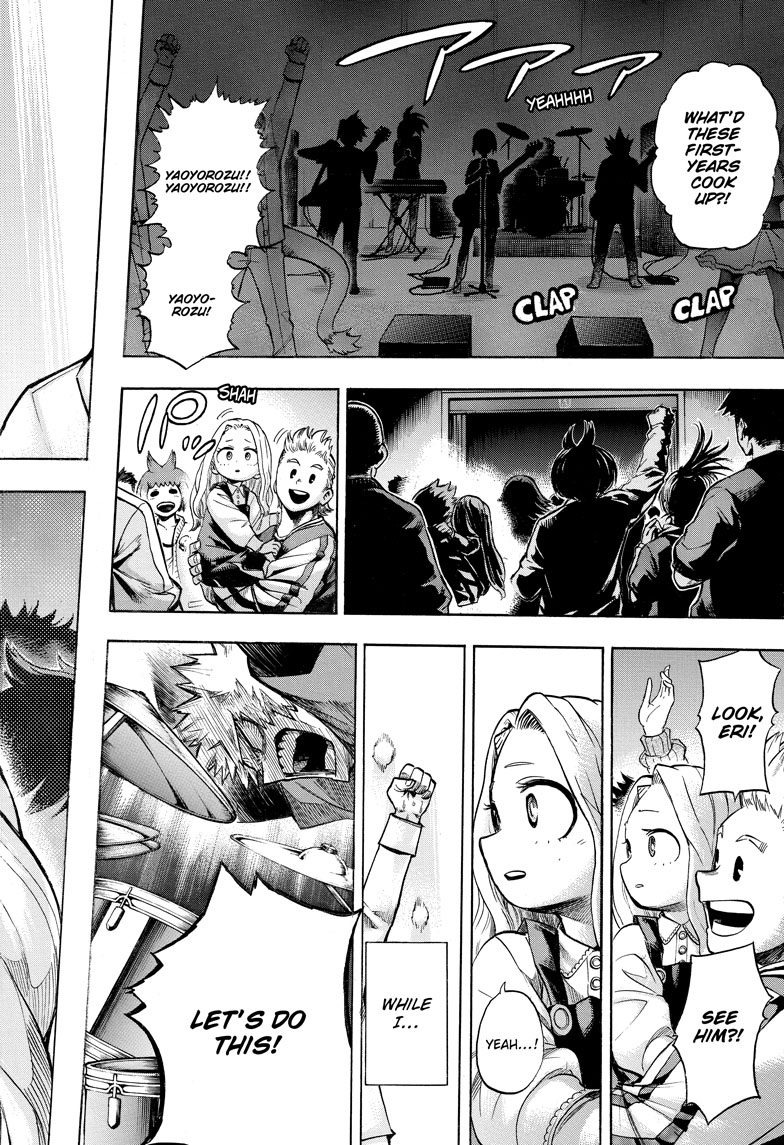 WHAT'D
THESE
FIRST-
YEARS
COOK
UP?!
アアア
YEAHHHH
YAOYOROZU!!
YAOYOROZU!!
YAOYO-
ROZU!
CLAP
CLAP
SHAH
LOOK,
ERI!
SEE
HIM?!
YEAH...!
WHILE
I...
LET'S DO
THIS!